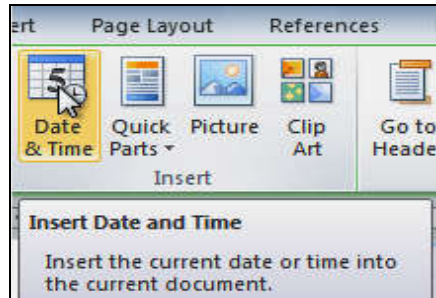 ert Page Layout References
5
Date & Time Quick Parts Picture Clip Art Go to Heade
Insert
Insert Date and Time
Insert the current date or time into
the current document.